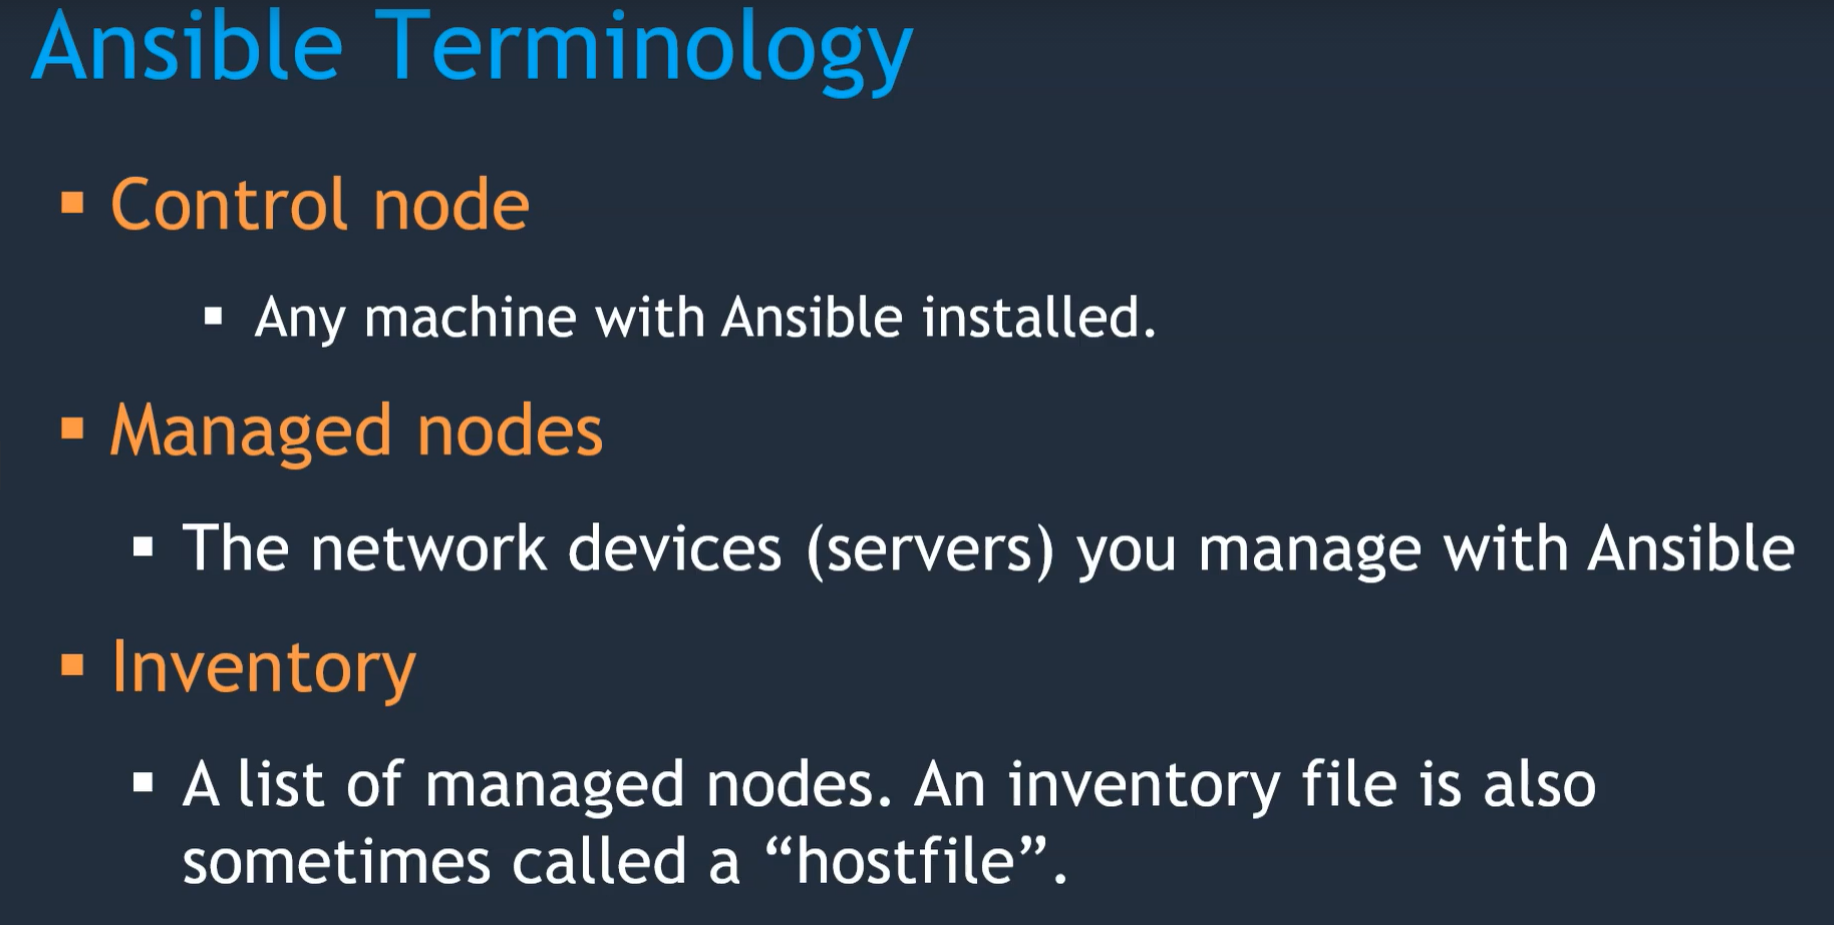 Ansible Terminology
Control node
Any machine with Ansible installed.
Managed nodes
The network devices (servers) you manage with Ansible
Inventory
A list of managed nodes. An inventory file is also
sometimes called a “hostfile”.